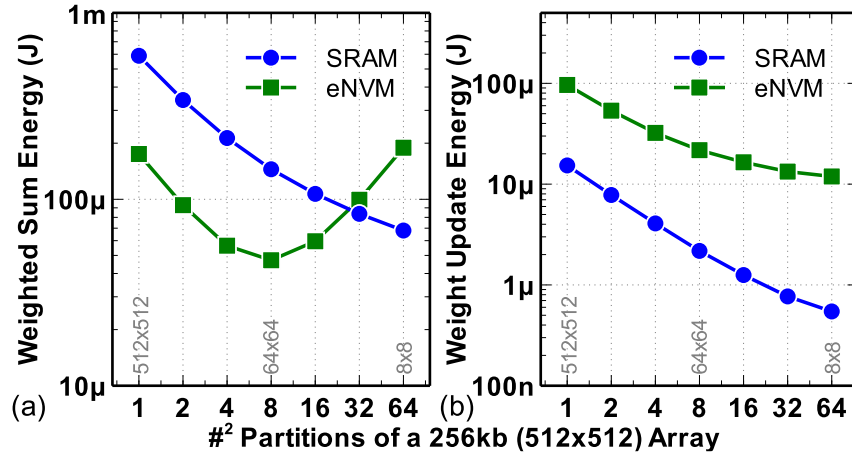 Weighted Sum Energy (J)
1m
100μ
10μ
SRAM
eNVM
512x512
64x64
8x8
(a)
1 2 4 8 16 32 64
Weight Update Energy (J)
100μ
10μ
1μ
100n
SRAM
eNVM
512x512
64x64
8x8
(b)
1 2 4 8 16 32 64
#² Partitions of a 256kb (512x512) Array